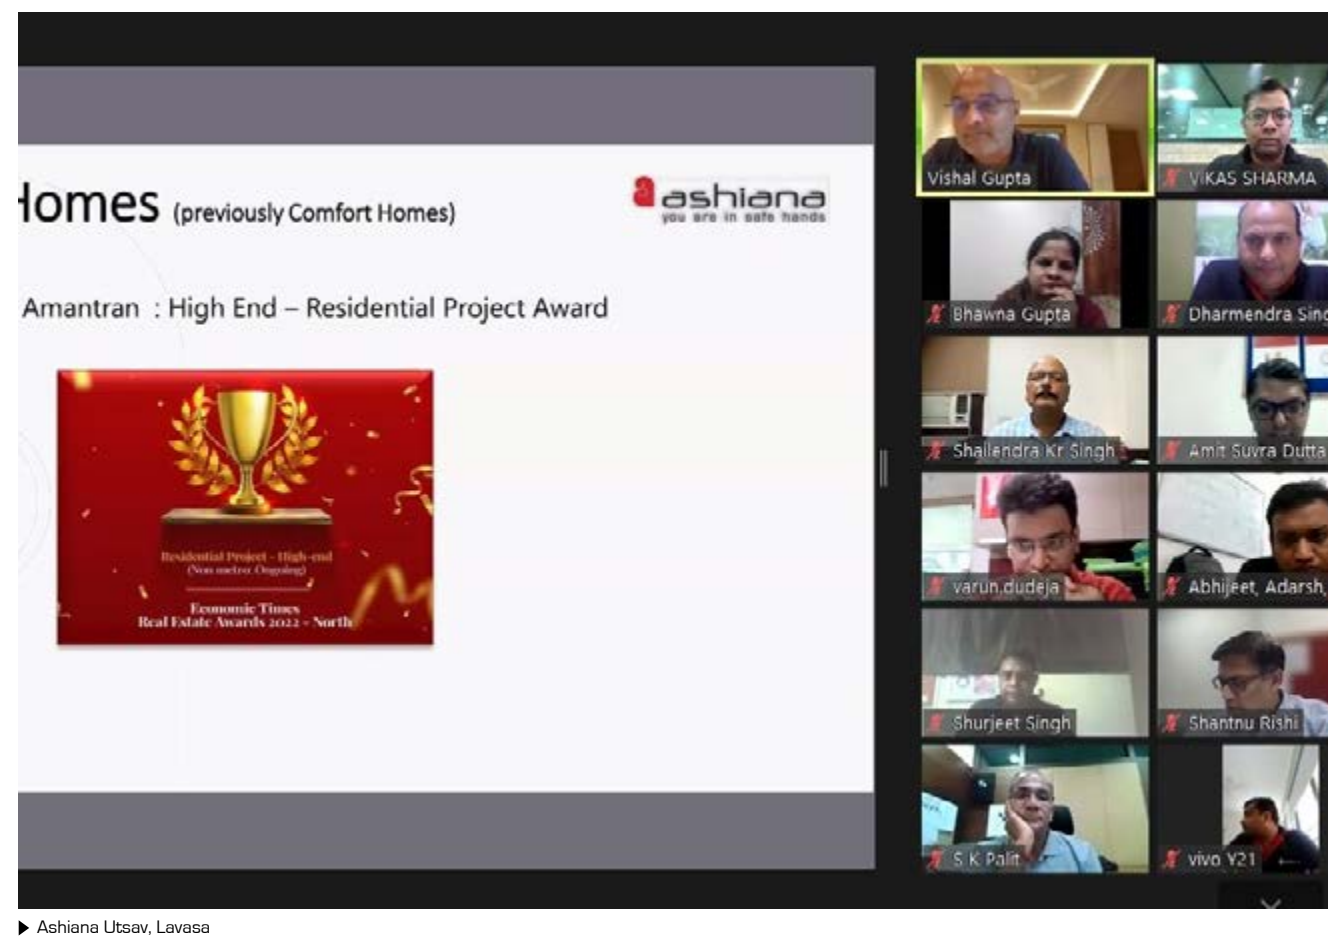 Homes (previously Comfort Homes)
ashiana
you are in safe hands
Amantran : High End – Residential Project Award
Residential Project - High-end
(Non metro: Ongoing)
Economic Times
Real Estate Awards 2022 - North
Vishal Gupta
VIKAS SHARMA
Bhawna Gupta
Dharmendra Sing
Shailendra Kr Singh
Amit Suvra Dutta
varun.dudeja
Abhijeet, Adarsh,
Shurjeet Singh
Shantnu Rishi
S K Palit
vivo Y21
Ashiana Utsav, Lavasa